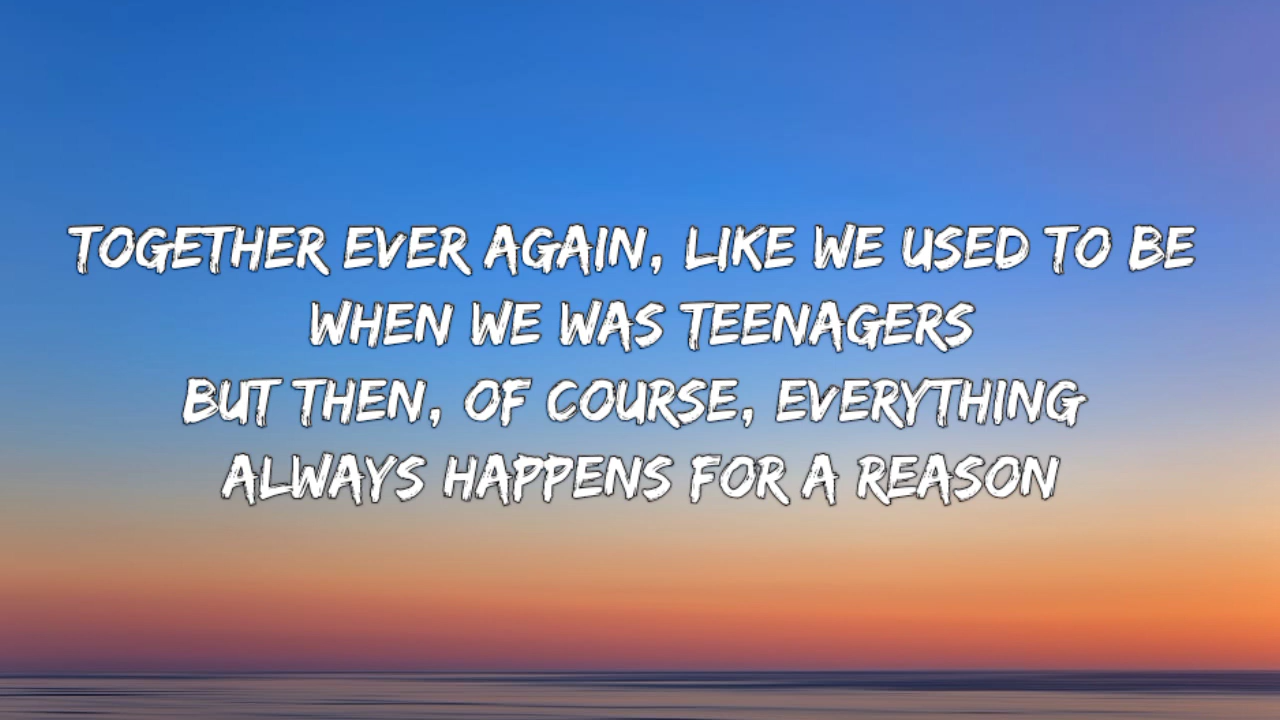 TOGETHER EVER AGAIN, LIKE WE USED TO BE
WHEN WE WAS TEENAGERS
BUT THEN, OF COURSE, EVERYTHING
ALWAYS HAPPENS FOR A REASON